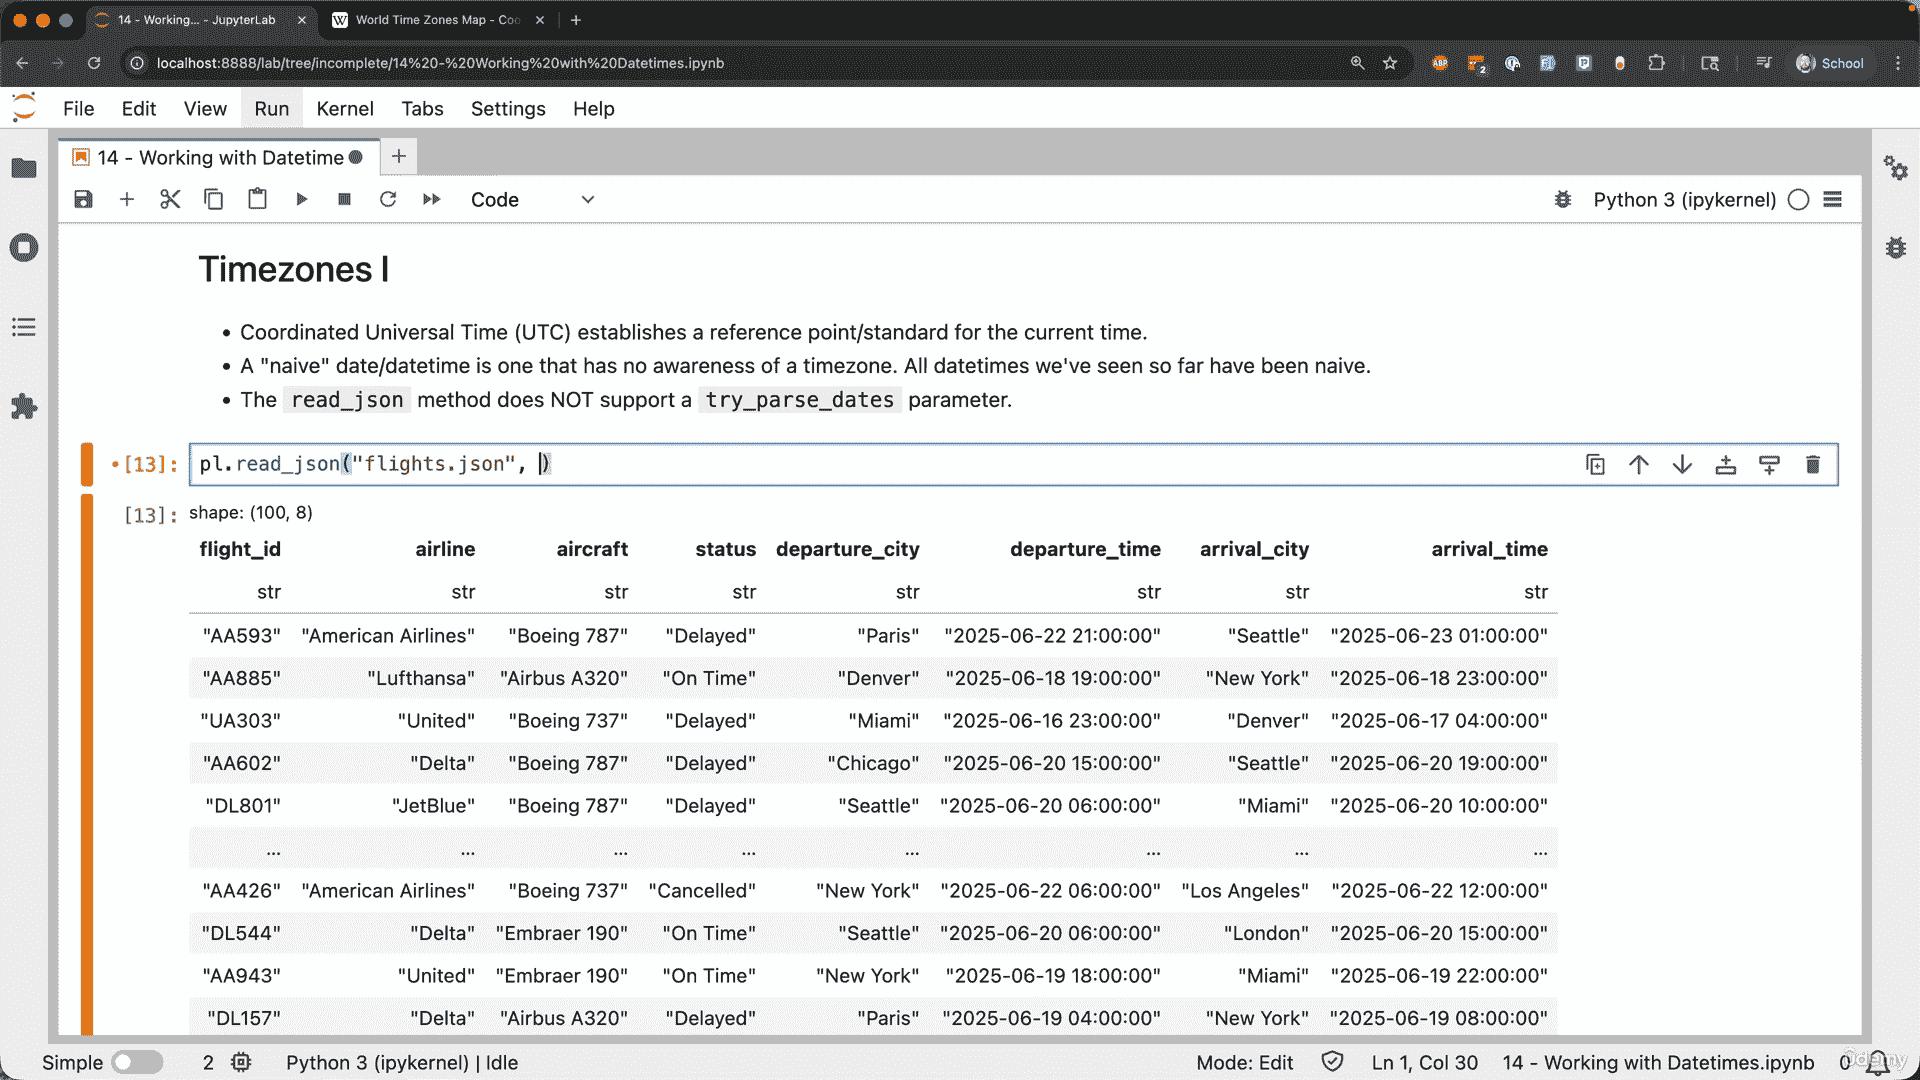 14 - Working... - JupyterLab
World Time Zones Map - Coo
localhost:8888/lab/tree/incomplete/14%20-%20Working%20with%20Datetimes.ipynb
ABP
2
School
File Edit View Run Kernel Tabs Settings Help
14 - Working with Datetime
Code
Python 3 (ipykernel)
Timezones I
• Coordinated Universal Time (UTC) establishes a reference point/standard for the current time.
• A "naive" date/datetime is one that has no awareness of a timezone. All datetimes we've seen so far have been naive.
• The read_json method does NOT support a try_parse_dates parameter.
[13]: pl.read_json("flights.json", )
[13]: shape: (100, 8)
flight_id airline aircraft status departure_city departure_time arrival_city arrival_time
str str str str str str str str
"AA593" "American Airlines" "Boeing 787" "Delayed" "Paris" "2025-06-22 21:00:00" "Seattle" "2025-06-23 01:00:00"
"AA885" "Lufthansa" "Airbus A320" "On Time" "Denver" "2025-06-18 19:00:00" "New York" "2025-06-18 23:00:00"
"UA303" "United" "Boeing 737" "Delayed" "Miami" "2025-06-16 23:00:00" "Denver" "2025-06-17 04:00:00"
"AA602" "Delta" "Boeing 787" "Delayed" "Chicago" "2025-06-20 15:00:00" "Seattle" "2025-06-20 19:00:00"
"DL801" "JetBlue" "Boeing 787" "Delayed" "Seattle" "2025-06-20 06:00:00" "Miami" "2025-06-20 10:00:00"
… … … … … … … …
"AA426" "American Airlines" "Boeing 737" "Cancelled" "New York" "2025-06-22 06:00:00" "Los Angeles" "2025-06-22 12:00:00"
"DL544" "Delta" "Embraer 190" "On Time" "Seattle" "2025-06-20 06:00:00" "London" "2025-06-20 15:00:00"
"AA943" "United" "Embraer 190" "On Time" "New York" "2025-06-19 18:00:00" "Miami" "2025-06-19 22:00:00"
"DL157" "Delta" "Airbus A320" "Delayed" "Paris" "2025-06-19 04:00:00" "New York" "2025-06-19 08:00:00"
Simple 2 Python 3 (ipykernel) | Idle Mode: Edit Ln 1, Col 30 14 - Working with Datetimes.ipynb 0
Udemy